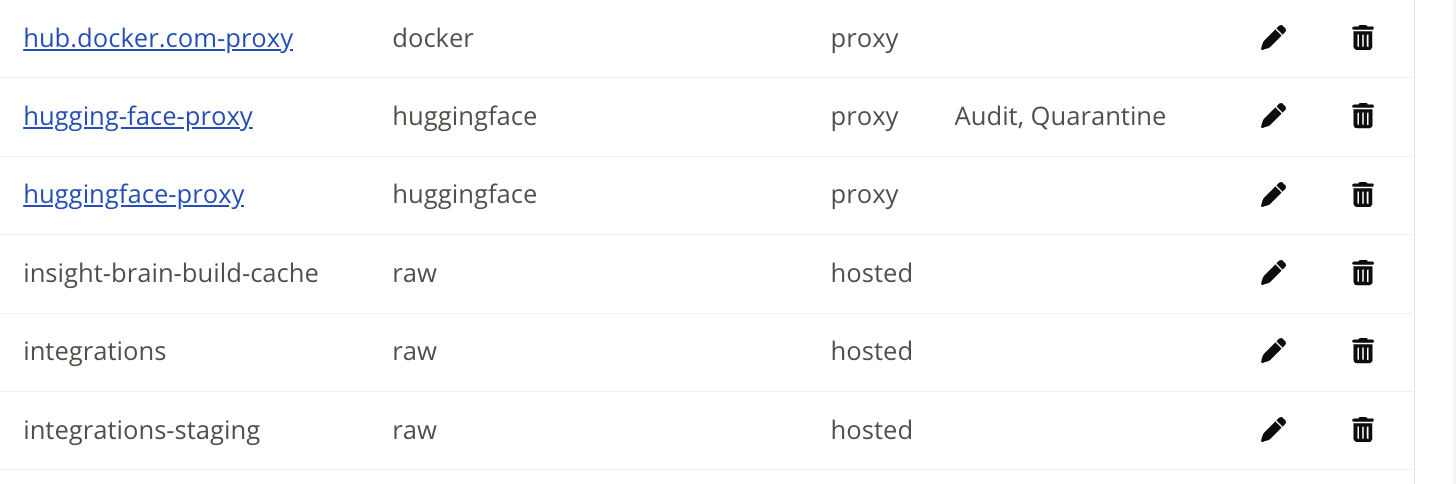 hub.docker.com-proxy docker proxy
hugging-face-proxy huggingface proxy Audit, Quarantine
huggingface-proxy huggingface proxy
insight-brain-build-cache raw hosted
integrations raw hosted
integrations-staging raw hosted